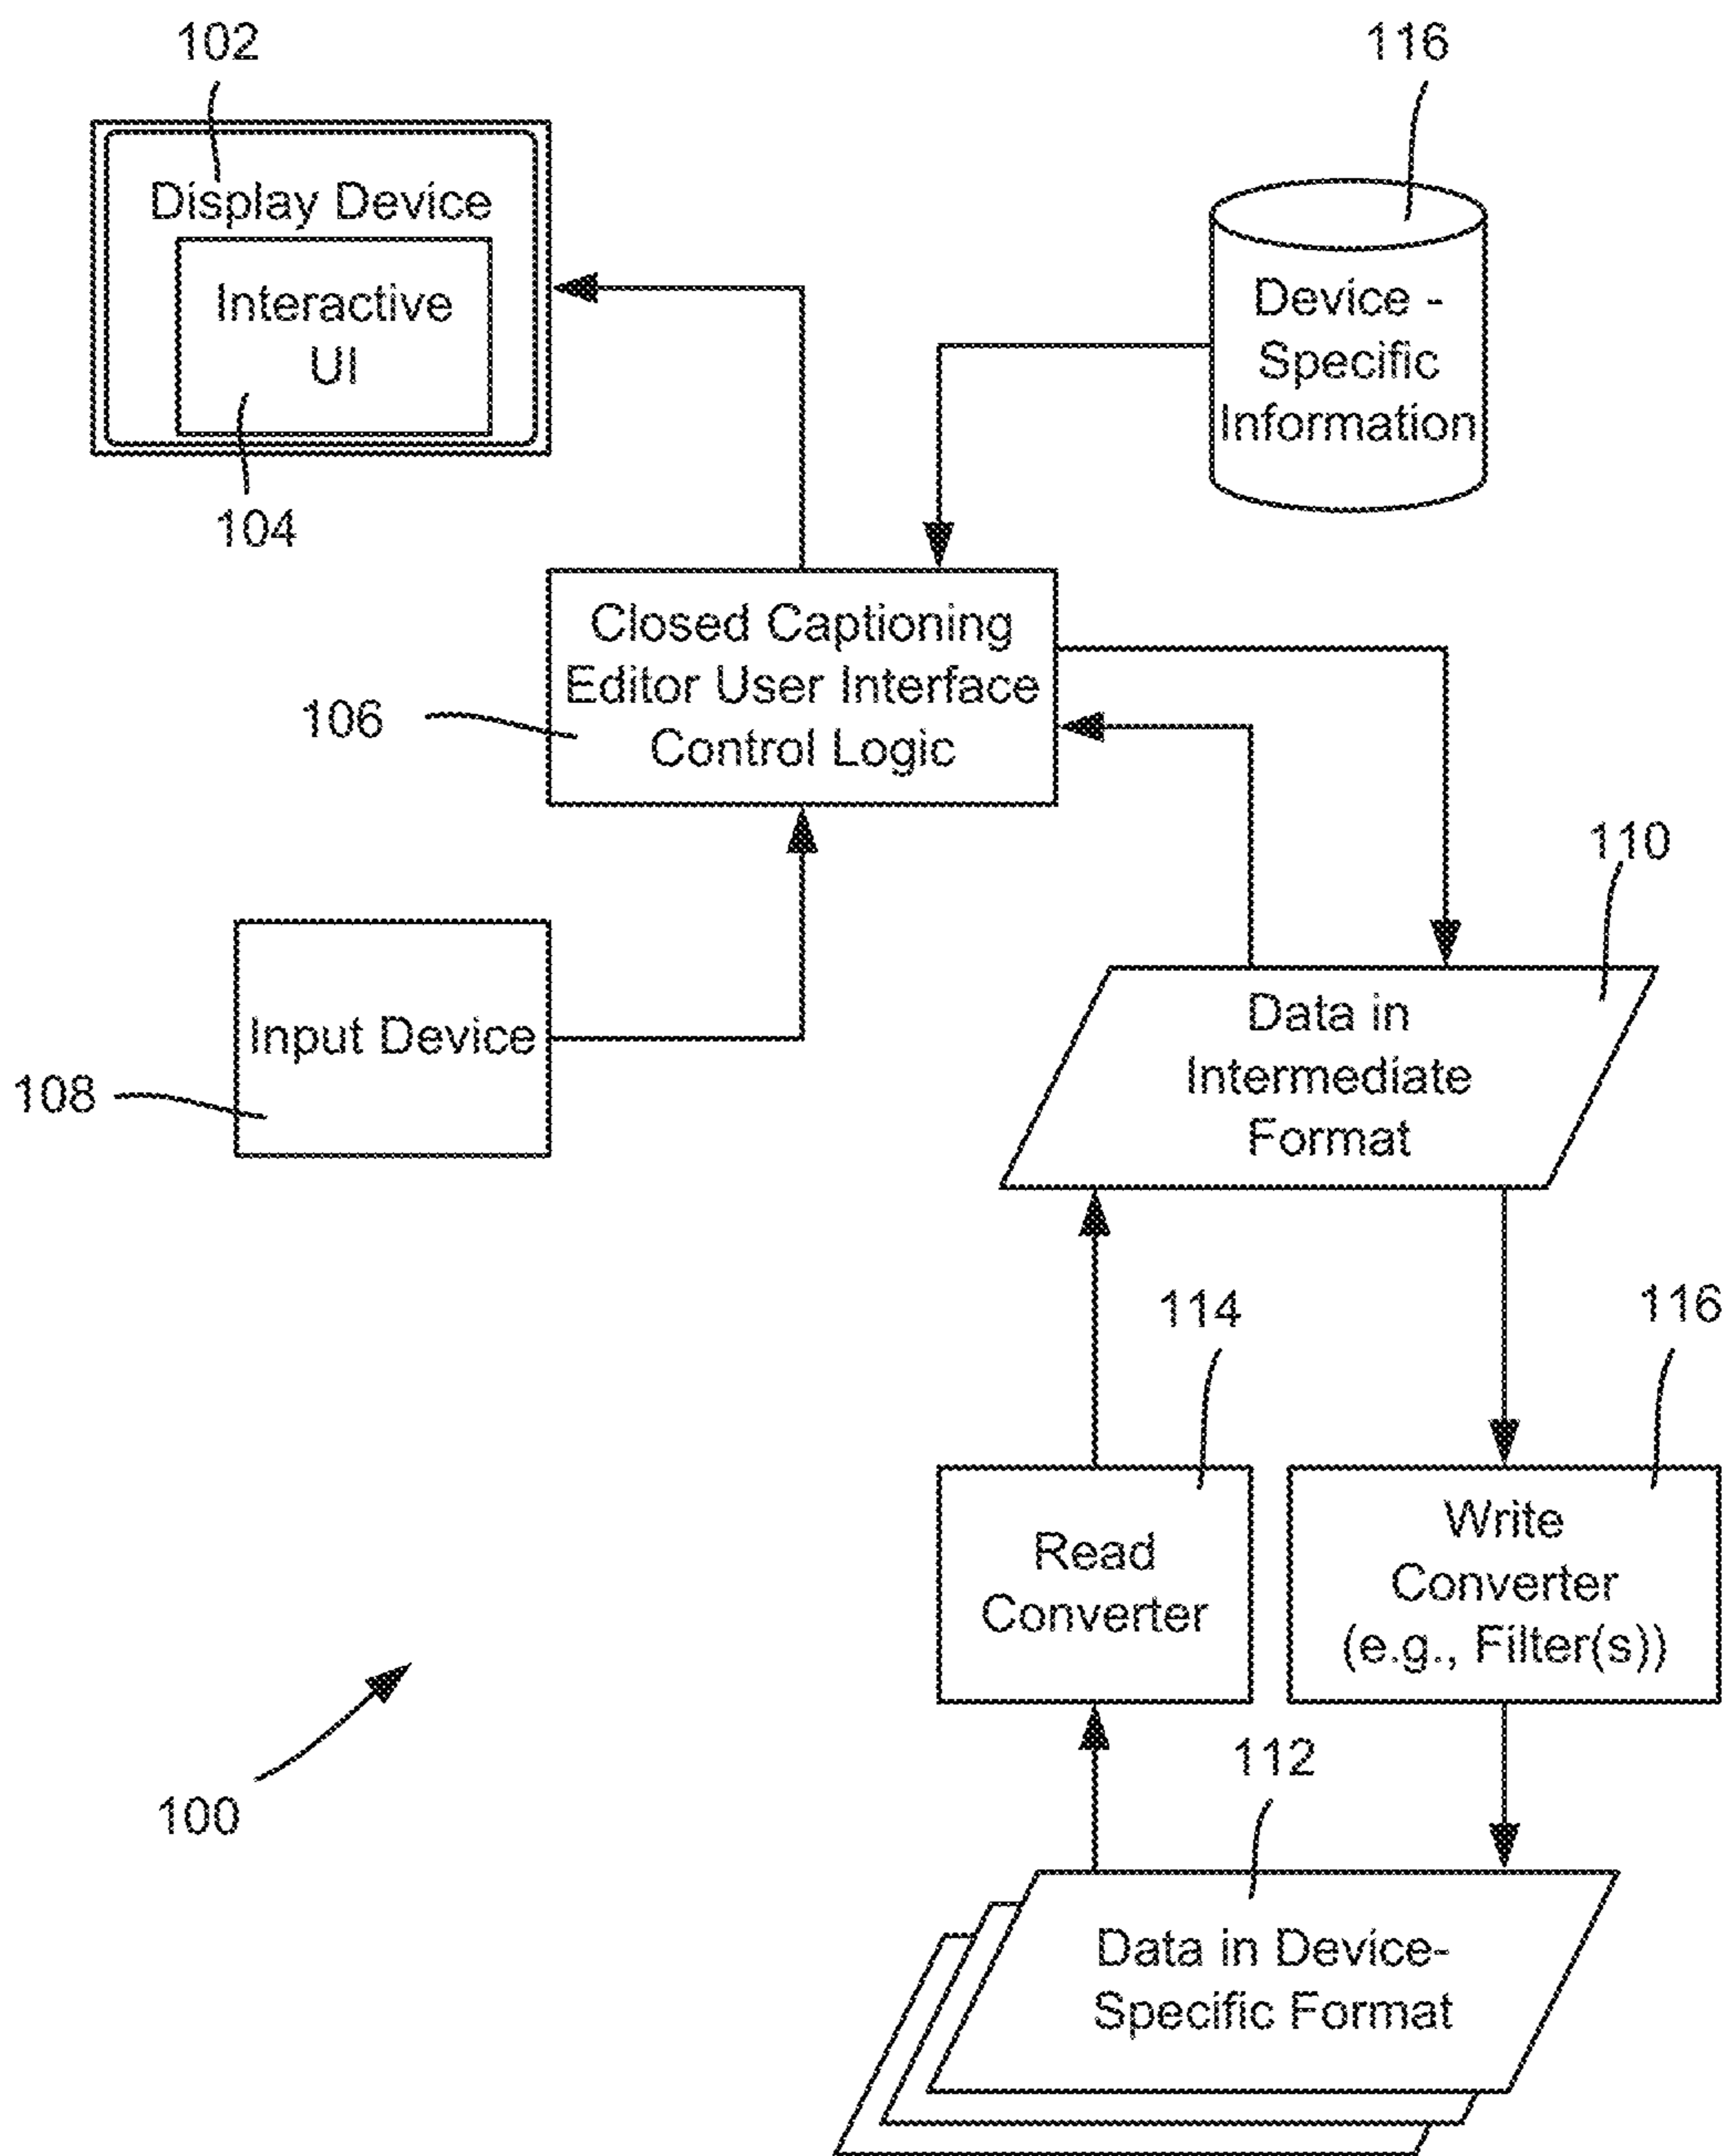 102
116
Display Device
Interactive
UI
104
Device -
Specific
Information
Closed Captioning
Editor User Interface
Control Logic
106
110
Input Device
108
Data in
Intermediate
Format
114
116
Read
Converter
Write
Converter
(e.g., Filter(s))
112
100
Data in Device-
Specific Format